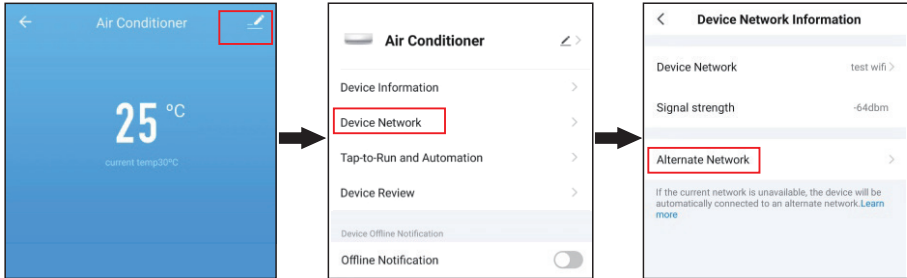 Air Conditioner
25 °C
current temp30°C
Air Conditioner
Device Information
Device Network
Tap-to-Run and Automation
Device Review
Device Offline Notification
Offline Notification
Device Network Information
Device Network test wifi
Signal strength -64dbm
Alternate Network
If the current network is unavailable, the device will be
automatically connected to an alternate network.Learn
more